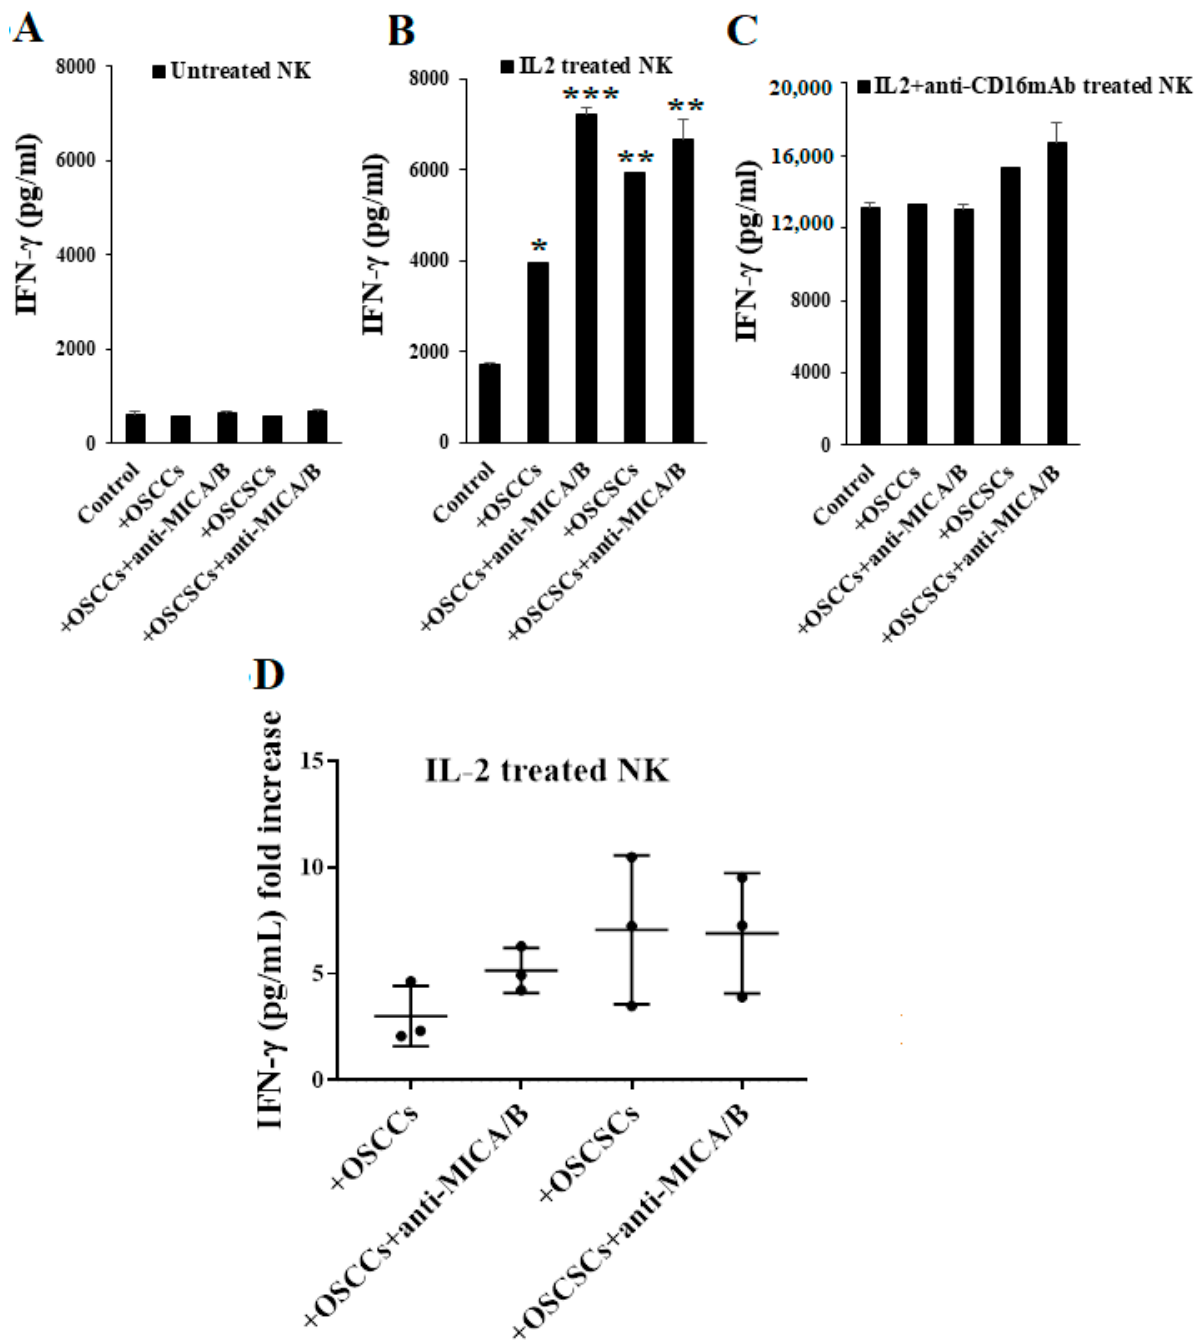 A
8000
6000
4000
2000
0
IFN-γ (pg/ml)
Untreated NK
Control
+OSCCs
+OSCCs+anti-MICA/B
+OSCSCs
+OSCSCs+anti-MICA/B
B
8000
6000
4000
2000
0
IFN-γ (pg/ml)
IL2 treated NK
*
***
**
**
Control
+OSCCs
+OSCCs+anti-MICA/B
+OSCSCs
+OSCSCs+anti-MICA/B
C
20,000
16,000
12,000
8000
4000
0
IFN-γ (pg/ml)
IL2+anti-CD16mAb treated NK
Control
+OSCCs
+OSCCs+anti-MICA/B
+OSCSCs
+OSCSCs+anti-MICA/B
D
IFN-γ (pg/mL) fold increase
15
10
5
0
IL-2 treated NK
+OSCCs
+OSCCs+anti-MICA/B
+OSCSCs
+OSCSCs+anti-MICA/B